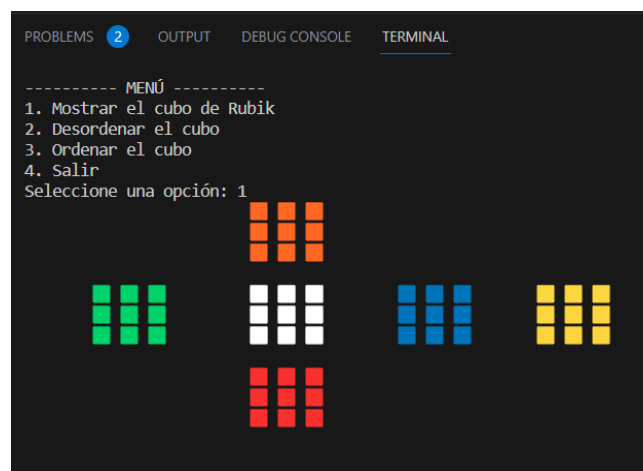 PROBLEMS 2 OUTPUT DEBUG CONSOLE TERMINAL
---------- MENÚ ----------
1. Mostrar el cubo de Rubik
2. Desordenar el cubo
3. Ordenar el cubo
4. Salir
Seleccione una opción: 1